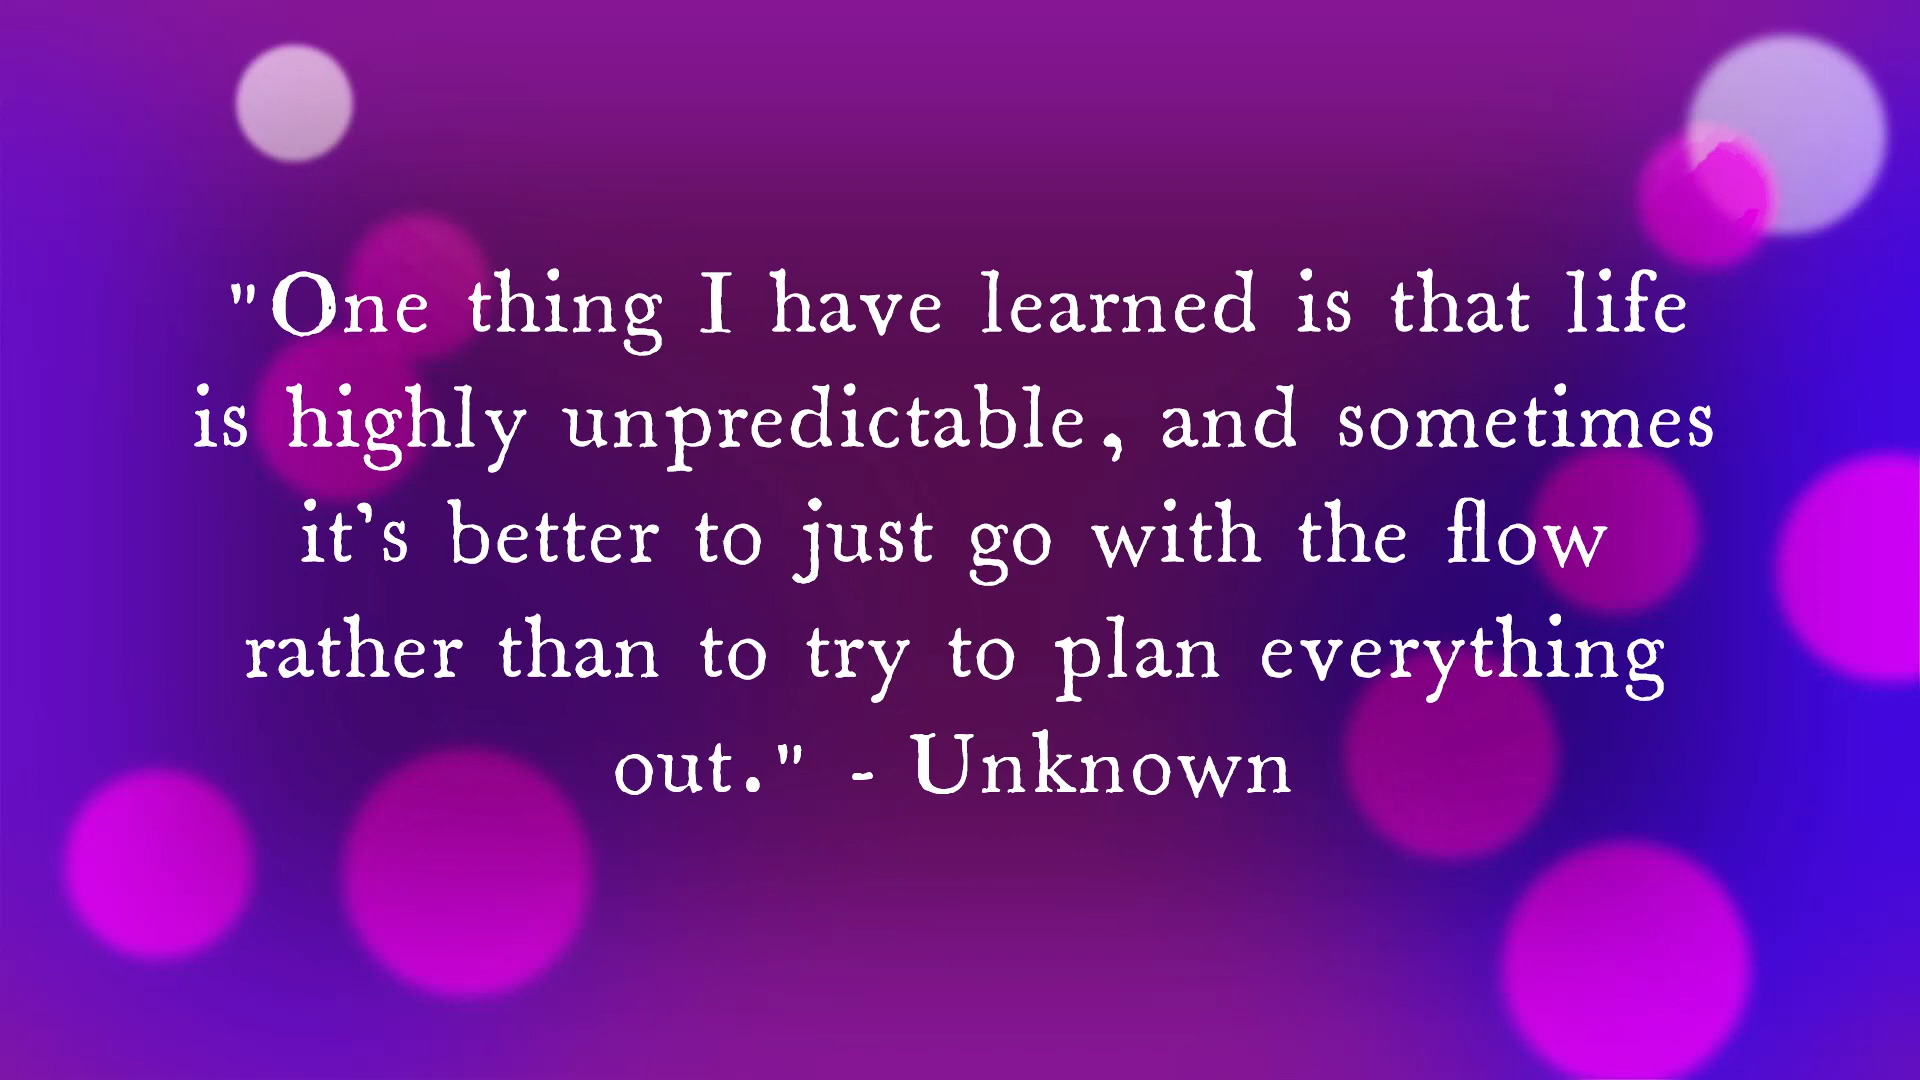 "One thing I have learned is that life
is highly unpredictable, and sometimes
it's better to just go with the flow
rather than to try to plan everything
out." - Unknown